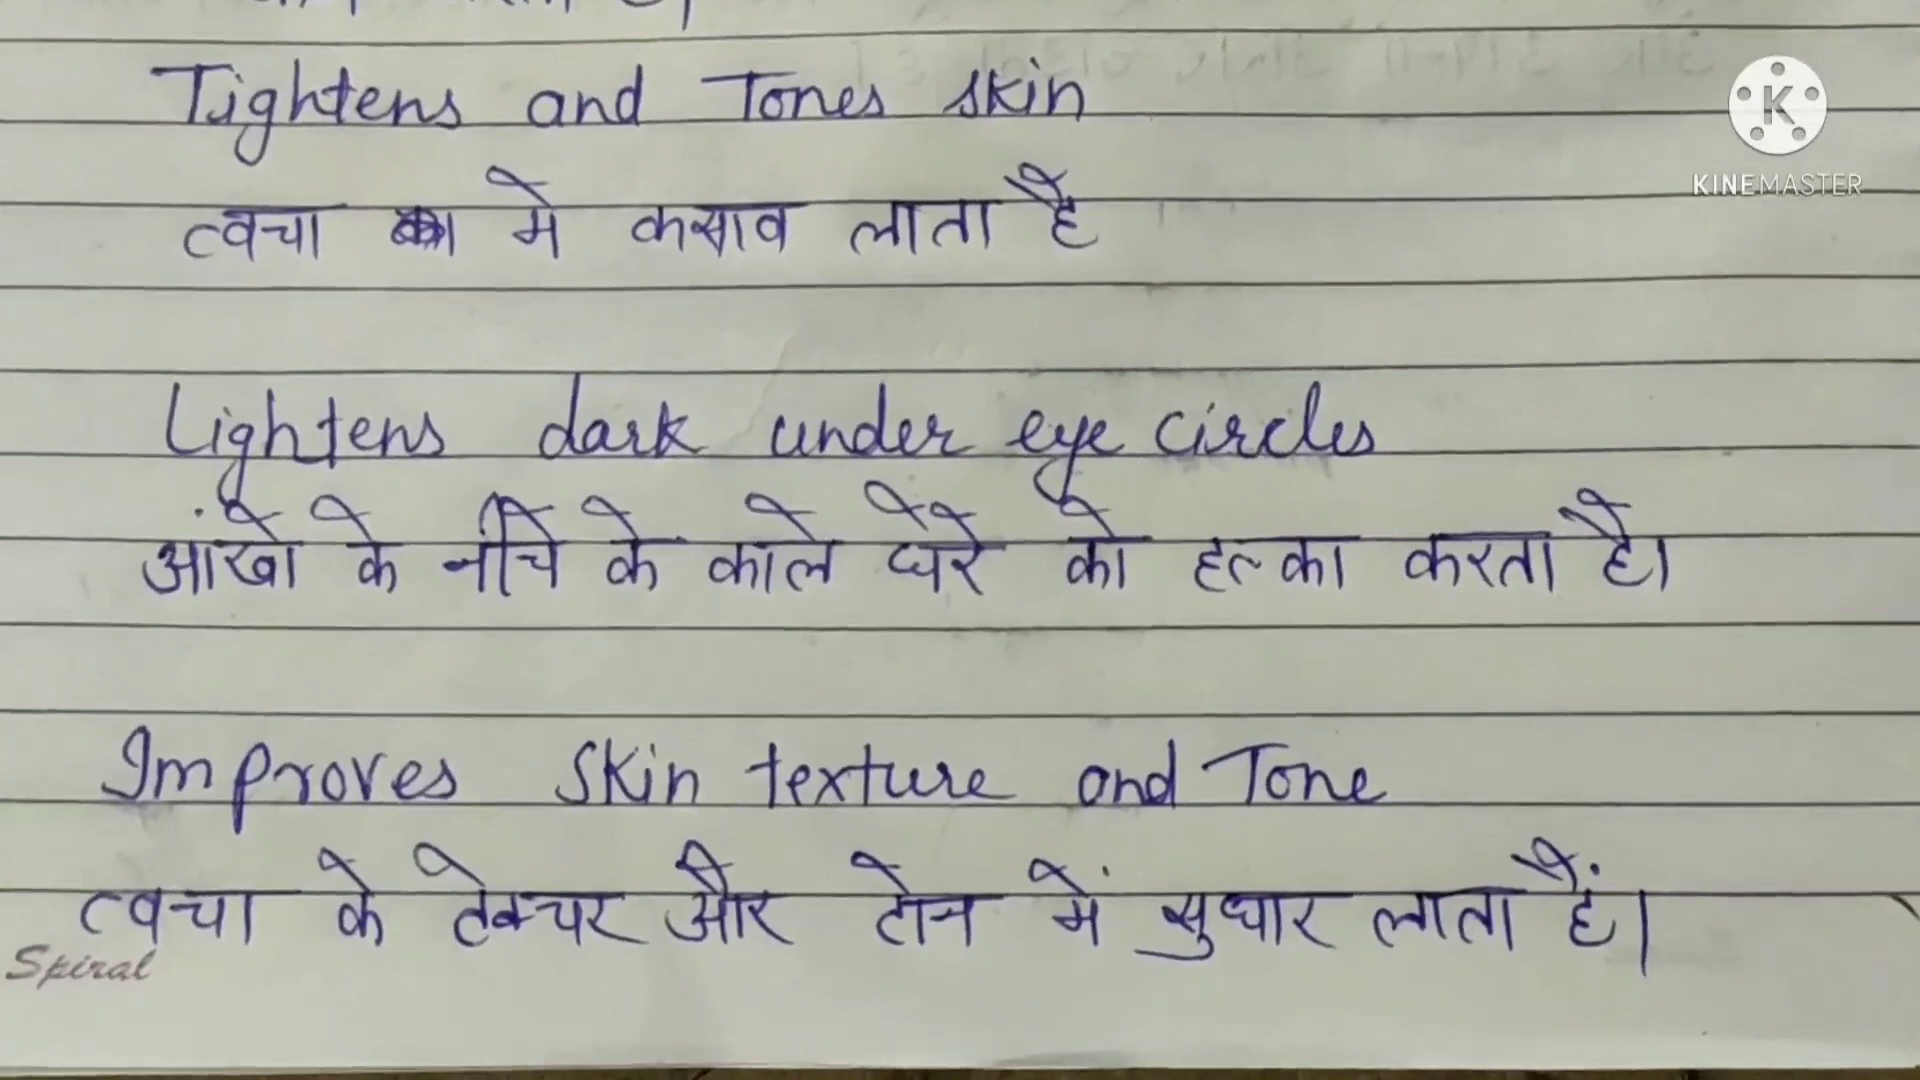 Tightens and Tones skin
त्वचा मे कसाव लाता है
Lightens dark under eye circles
आंखो के नीचे के काले घेरे को हल्का करता है।
Improves Skin texture and Tone
त्वचा के टेक्चर और टोन में सुधार लाता हैं।
Spiral
K
KINEMASTER